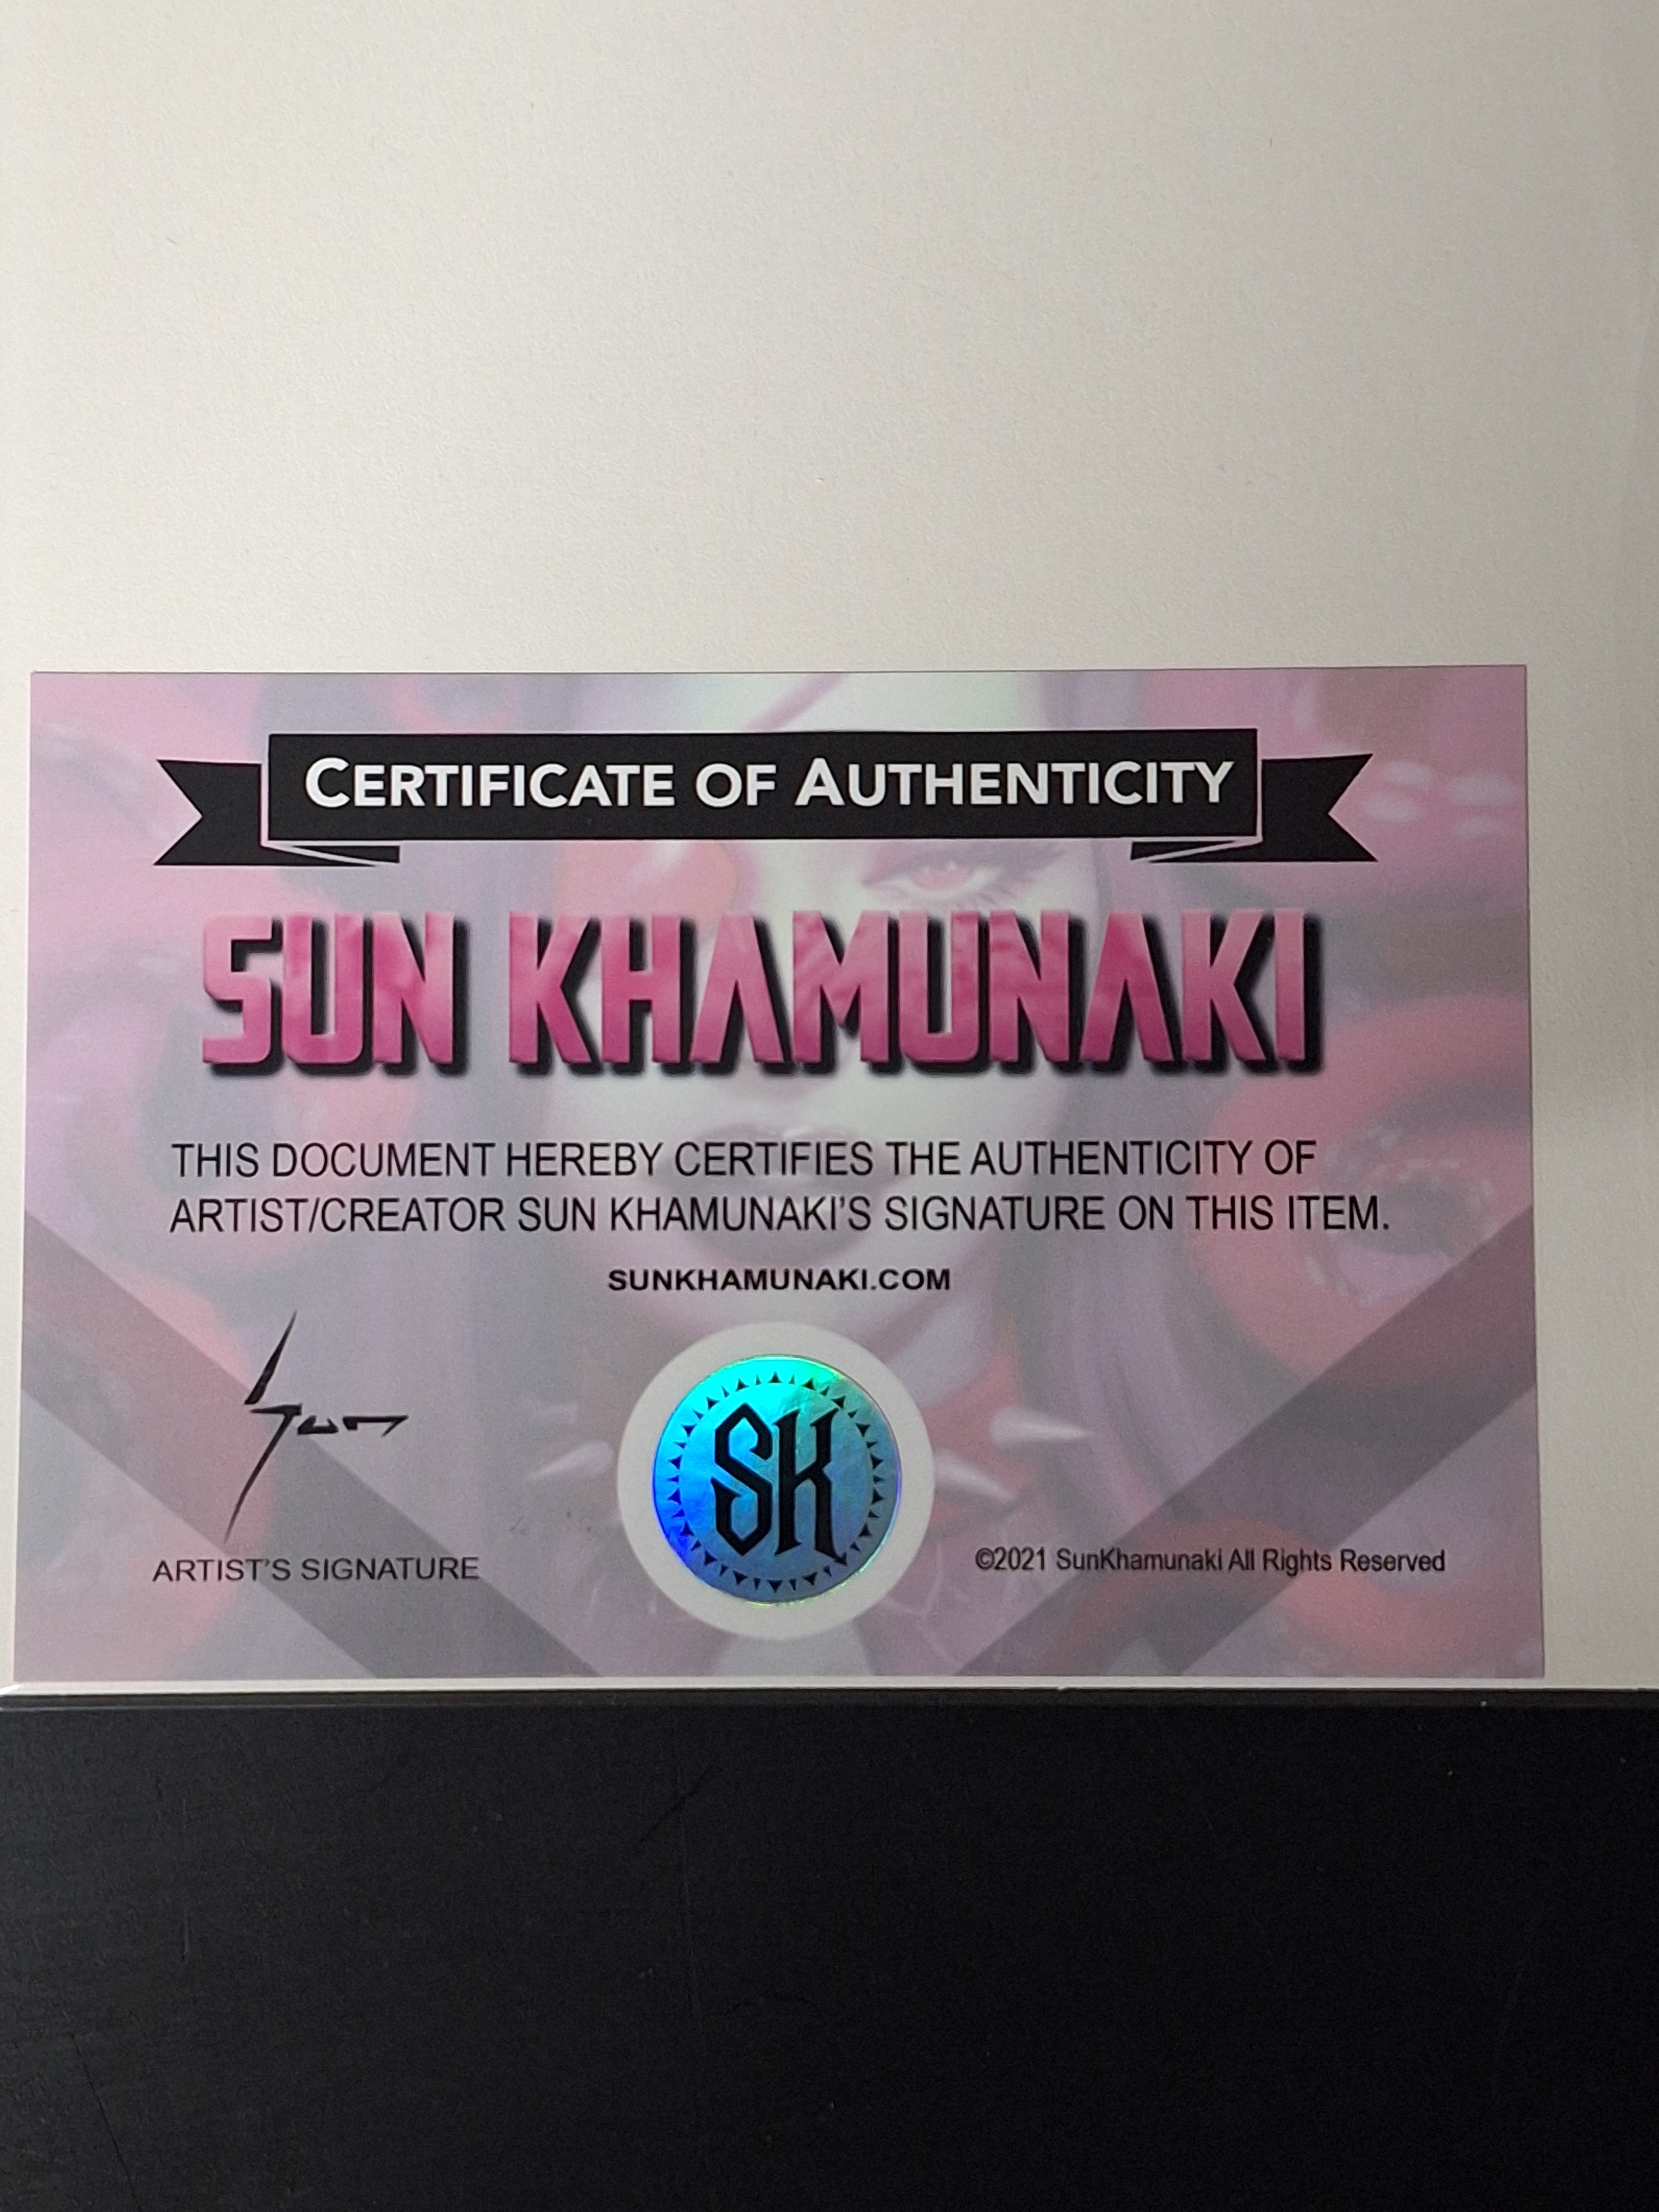 CERTIFICATE OF AUTHENTICITY
SUN KHAMUNAKI
THIS DOCUMENT HEREBY CERTIFIES THE AUTHENTICITY OF
ARTIST/CREATOR SUN KHAMUNAKI'S SIGNATURE ON THIS ITEM.
SUNKHAMUNAKI.COM
Sun
SK
ARTIST'S SIGNATURE
©2021 SunKhamunaki All Rights Reserved